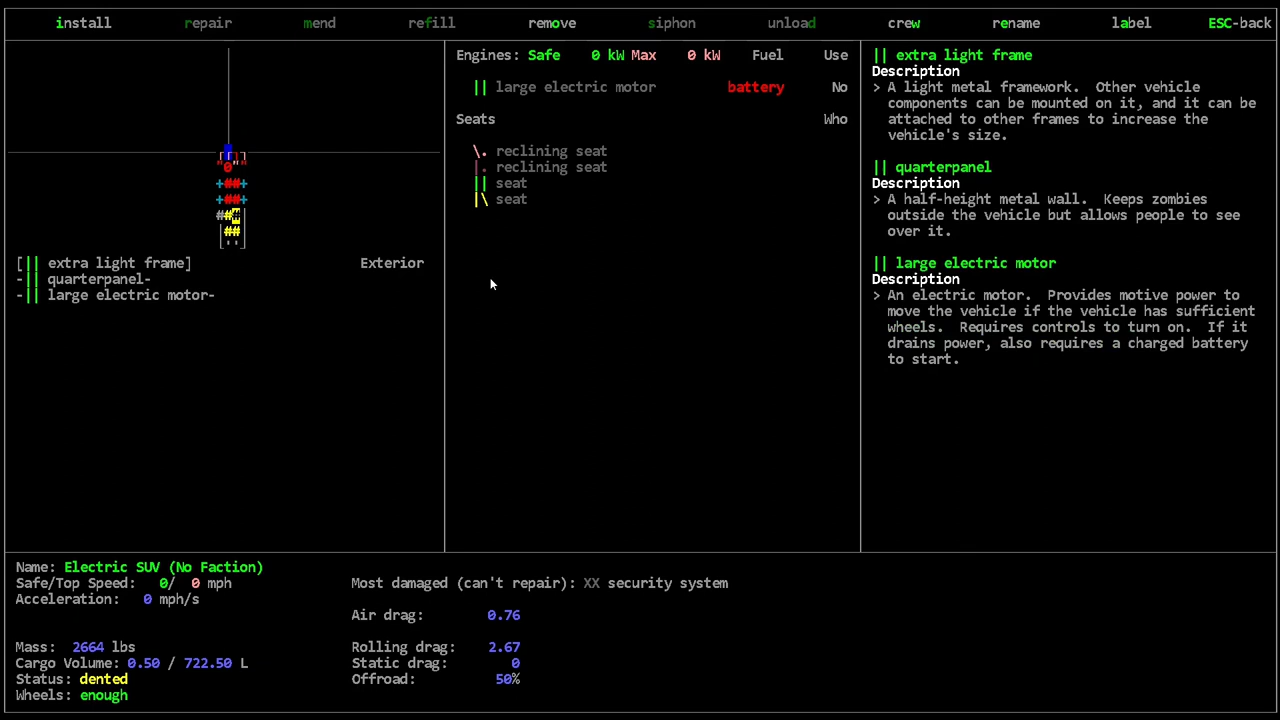 install repair mend refill remove siphon unload crew rename label ESC-back
Engines: Safe 0 kW Max 0 kW Fuel Use
|| large electric motor battery No
Seats Who
\. reclining seat
|. reclining seat
|| seat
|\ seat
[|| extra light frame] Exterior
-|| quarterpanel-
-|| large electric motor-
|| extra light frame
Description
> A light metal framework. Other vehicle
components can be mounted on it, and it can be
attached to other frames to increase the
vehicle's size.
|| quarterpanel
Description
> A half-height metal wall. Keeps zombies
outside the vehicle but allows people to see
over it.
|| large electric motor
Description
> An electric motor. Provides motive power to
move the vehicle if the vehicle has sufficient
wheels. Requires controls to turn on. If it
drains power, also requires a charged battery
to start.
Name: Electric SUV (No Faction)
Safe/Top Speed: 0/ 0 mph
Acceleration: 0 mph/s
Mass: 2664 lbs
Cargo Volume: 0.50 / 722.50 L
Status: dented
Wheels: enough
Most damaged (can't repair): XX security system
Air drag: 0.76
Rolling drag: 2.67
Static drag: 0
Offroad: 50%